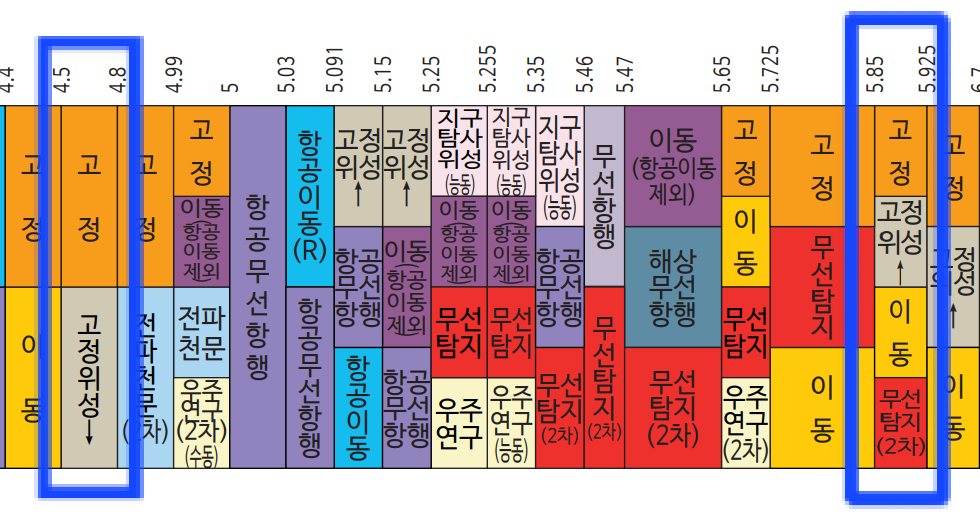 4.4
4.5
4.8
4.99
5
5.03
5.091
5.15
5.25
5.255
5.35
5.46
5.47
5.65
5.725
5.85
5.925
6.7
고
정
이
동
고
정
고정위성
↓
고
정
전파천문
(2차)
고
정
이동
(항공
이동
제외)
전파
천문
우주
연구
(2차)
(수동)
항공무선항행
항공이동
(R)
항공무선항행
고정
위성
↑
항공
무선
항행
항공이동
고정
위성
↑
이동
(항공
이동
제외)
항공
무선
항행
지구
탐사
위성
(능동)
이동
(항공
이동
제외)
무선
탐지
우주
연구
지구
탐사
위성
(능동)
이동
(항공
이동
제외)
무선
탐지
우주
연구
(능동)
지구
탐사
위성
(능동)
항공
무선
항행
무선
탐지
(2차)
무선항행
무선탐지
(2차)
이동
(항공이동
제외)
해상
무선
항행
무선
탐지
(2차)
고
정
이
동
무선
탐지
우주
연구
(2차)
고
정
무선탐지
이
동
고
정
고정
위성
↑
이
동
무선
탐지
(2차)
고
정
고정
위성
↑
이
동